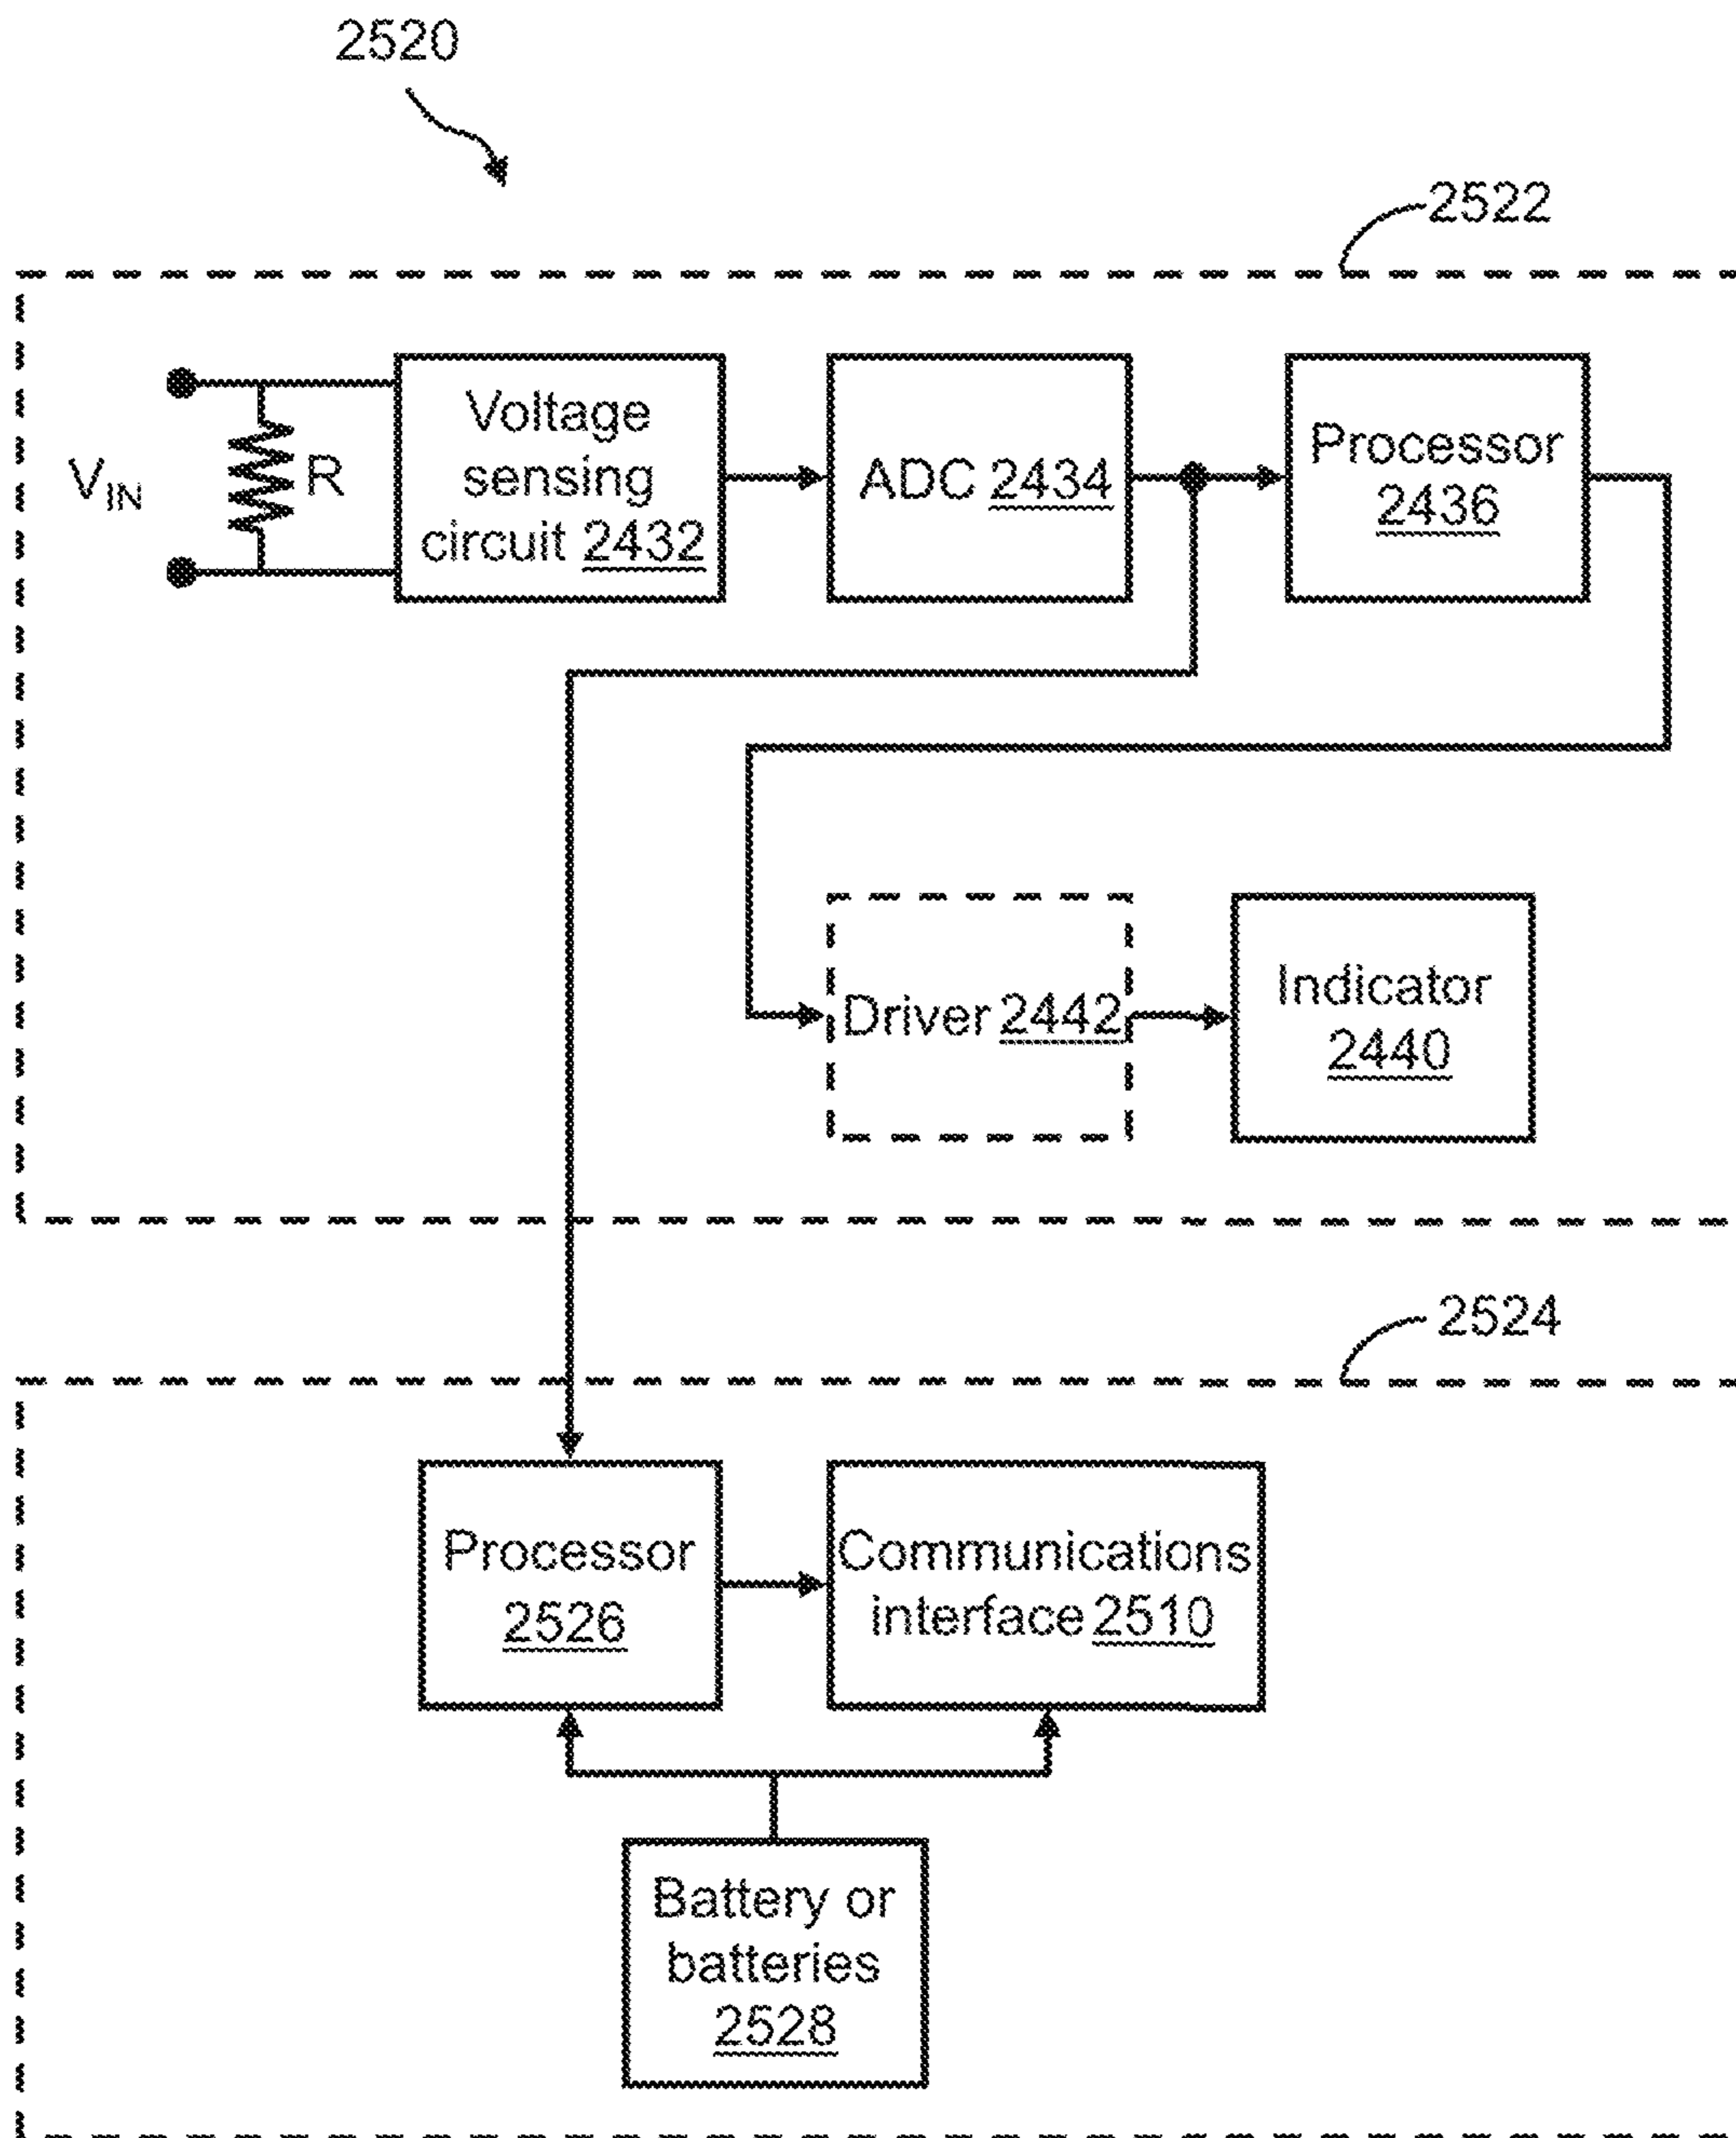 2520
2522
Voltage
sensing
circuit 2432
ADC 2434
Processor
2436
V_IN
R
Driver 2442
Indicator
2440
2524
Processor
2526
Communications
interface 2510
Battery or
batteries
2528